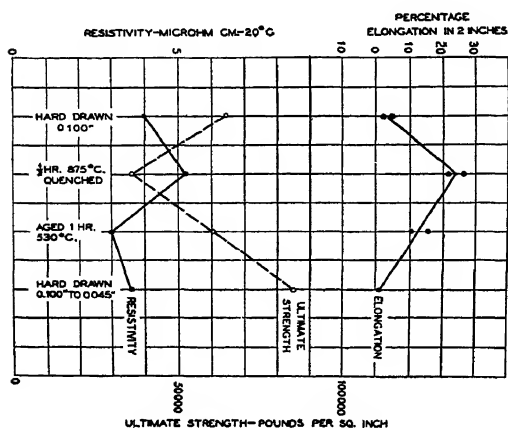 PERCENTAGE
RESISTIVITY-MICROHM CM-20°C
ELONGATION IN 2 INCHES
0
5
10
0
10
20
30
HARD DRAWN
0.100"
½ HR. 875°C.
QUENCHED
AGED 1 HR.
530°C.
HARD DRAWN
0.100" TO 0.045"
RESISTIVITY
ULTIMATE
STRENGTH
ELONGATION
0
50000
100000
ULTIMATE STRENGTH-POUNDS PER SQ. INCH